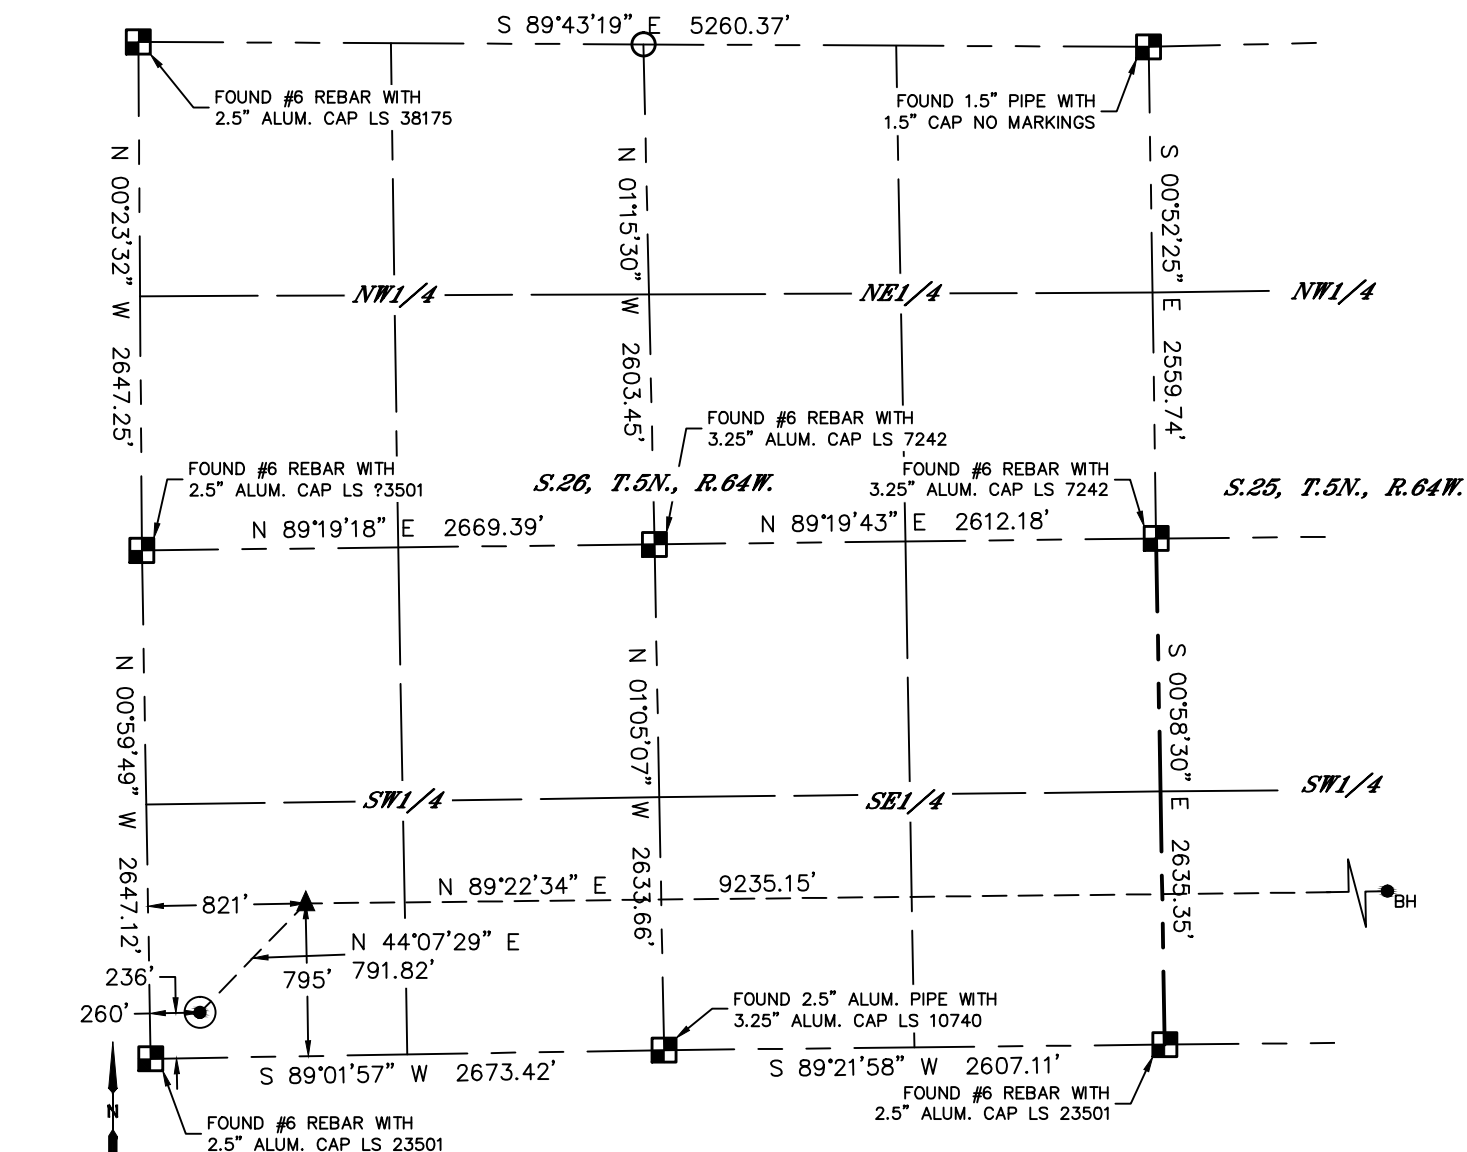 S 89°43'19" E 5260.37'
FOUND #6 REBAR WITH
2.5" ALUM. CAP LS 38175
FOUND 1.5" PIPE WITH
1.5" CAP NO MARKINGS
N 00°23'32" W 2647.25'
N 01°15'30" W 2603.45'
S 00°52'25" E 2559.74'
NW1/4
NE1/4
NW1/4
FOUND #6 REBAR WITH
3.25" ALUM. CAP LS 7242
FOUND #6 REBAR WITH
2.5" ALUM. CAP LS ?3501
FOUND #6 REBAR WITH
3.25" ALUM. CAP LS 7242
S.26, T.5N., R.64W.
S.25, T.5N., R.64W.
N 89°19'18" E 2669.39'
N 89°19'43" E 2612.18'
N 00°59'49" W 2647.12'
N 01°05'07" W 2633.66'
S 00°58'30" E 2635.35'
SW1/4
SE1/4
SW1/4
N 89°22'34" E 9235.15'
821'
BH
N 44°07'29" E
791.82'
795'
236'
260'
FOUND 2.5" ALUM. PIPE WITH
3.25" ALUM. CAP LS 10740
S 89°01'57" W 2673.42'
S 89°21'58" W 2607.11'
FOUND #6 REBAR WITH
2.5" ALUM. CAP LS 23501
N
FOUND #6 REBAR WITH
2.5" ALUM. CAP LS 23501